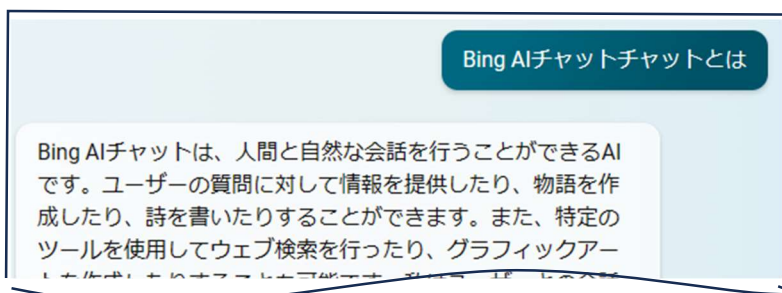 Bing AIチャットチャットとは
Bing AIチャットは、人間と自然な会話を行うことができるAI
です。ユーザーの質問に対して情報を提供したり、物語を作
成したり、詩を書いたりすることができます。また、特定の
ツールを使用してウェブ検索を行ったり、グラフィックアー